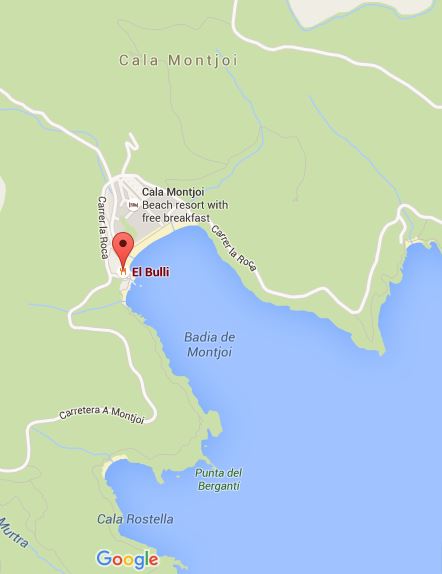 Cala Montjoi
Cala Montjoi
Beach resort with
free breakfast
Carrer la Roca
Carrer la Roca
El Bulli
Badia de
Montjoi
Carretera A Montjoi
Punta del
Berganti
Cala Rostella
Murtra
Google